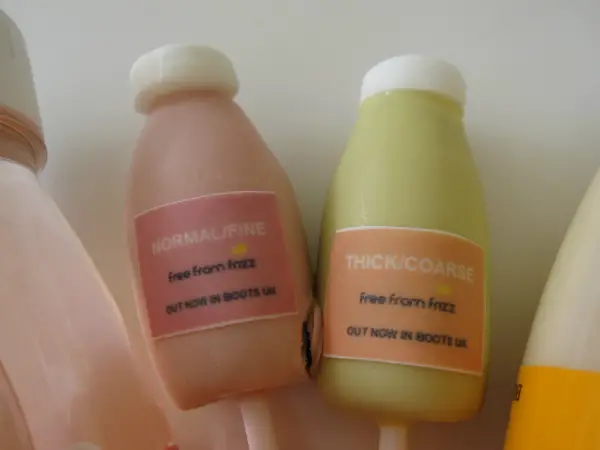 NORMAL/FINE
free from frizz
OUT NOW IN BOOTS UK
THICK/COARSE
free from frizz
OUT NOW IN BOOTS UK